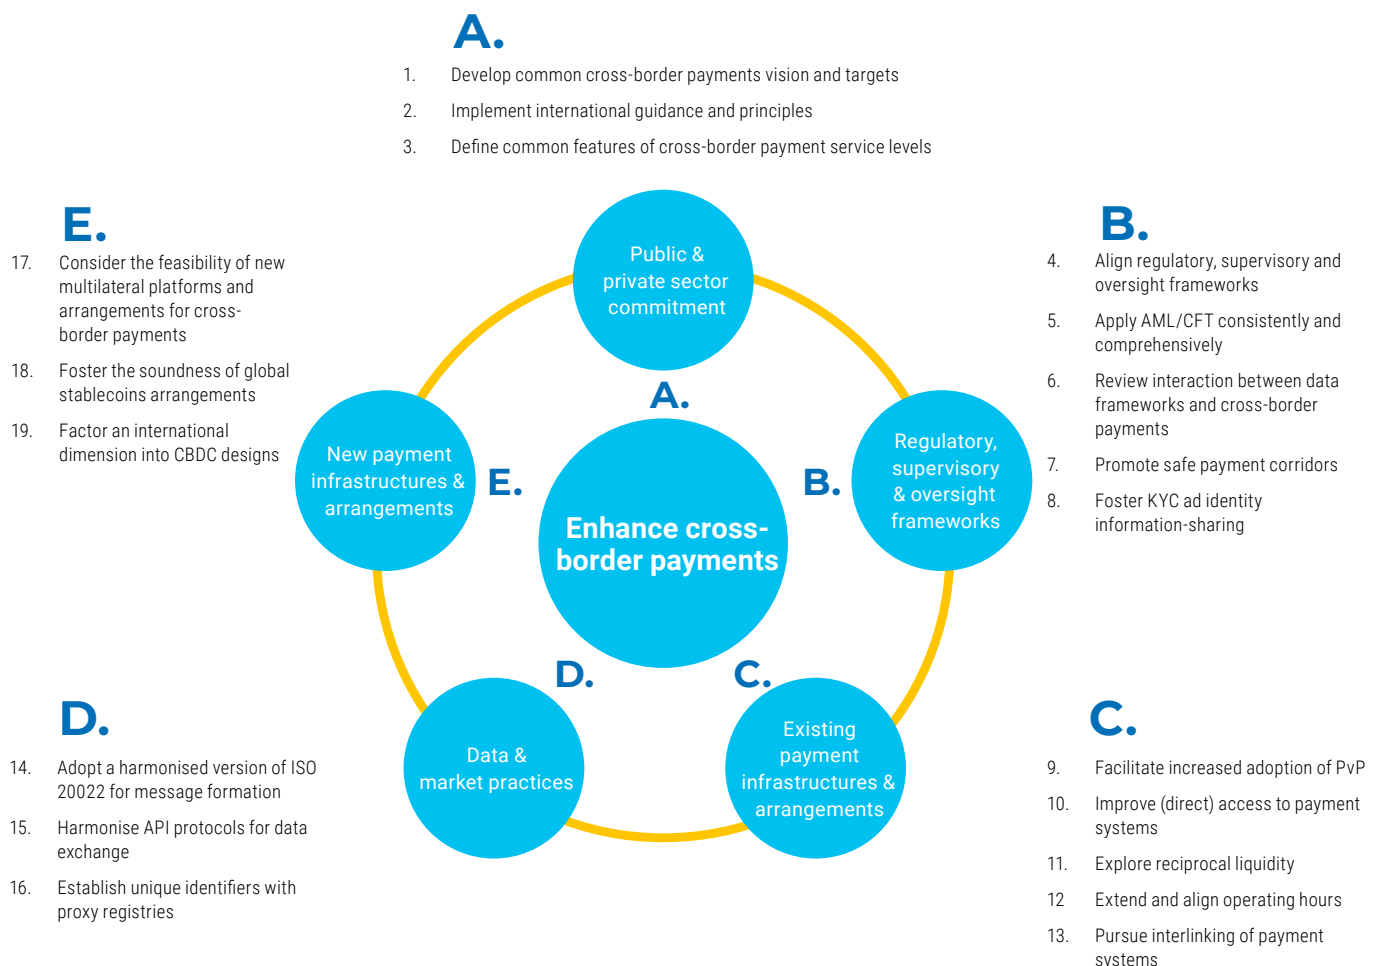 A.
1. Develop common cross-border payments vision and targets
2. Implement international guidance and principles
3. Define common features of cross-border payment service levels
E.
17. Consider the feasibility of new
multilateral platforms and
arrangements for cross-
border payments
18. Foster the soundness of global
stablecoins arrangements
19. Factor an international
dimension into CBDC designs
B.
4. Align regulatory, supervisory and
oversight frameworks
5. Apply AML/CFT consistently and
comprehensively
6. Review interaction between data
frameworks and cross-border
payments
7. Promote safe payment corridors
8. Foster KYC ad identity
information-sharing
Public &
private sector
commitment
A.
New payment
infrastructures &
arrangements
E.
B.
Regulatory,
supervisory
& oversight
frameworks
Enhance cross-
border payments
D.
C.
Data &
market practices
Existing
payment
infrastructures &
arrangements
D.
14. Adopt a harmonised version of ISO
20022 for message formation
15. Harmonise API protocols for data
exchange
16. Establish unique identifiers with
proxy registries
C.
9. Facilitate increased adoption of PvP
10. Improve (direct) access to payment
systems
11. Explore reciprocal liquidity
12 Extend and align operating hours
13. Pursue interlinking of payment
systems